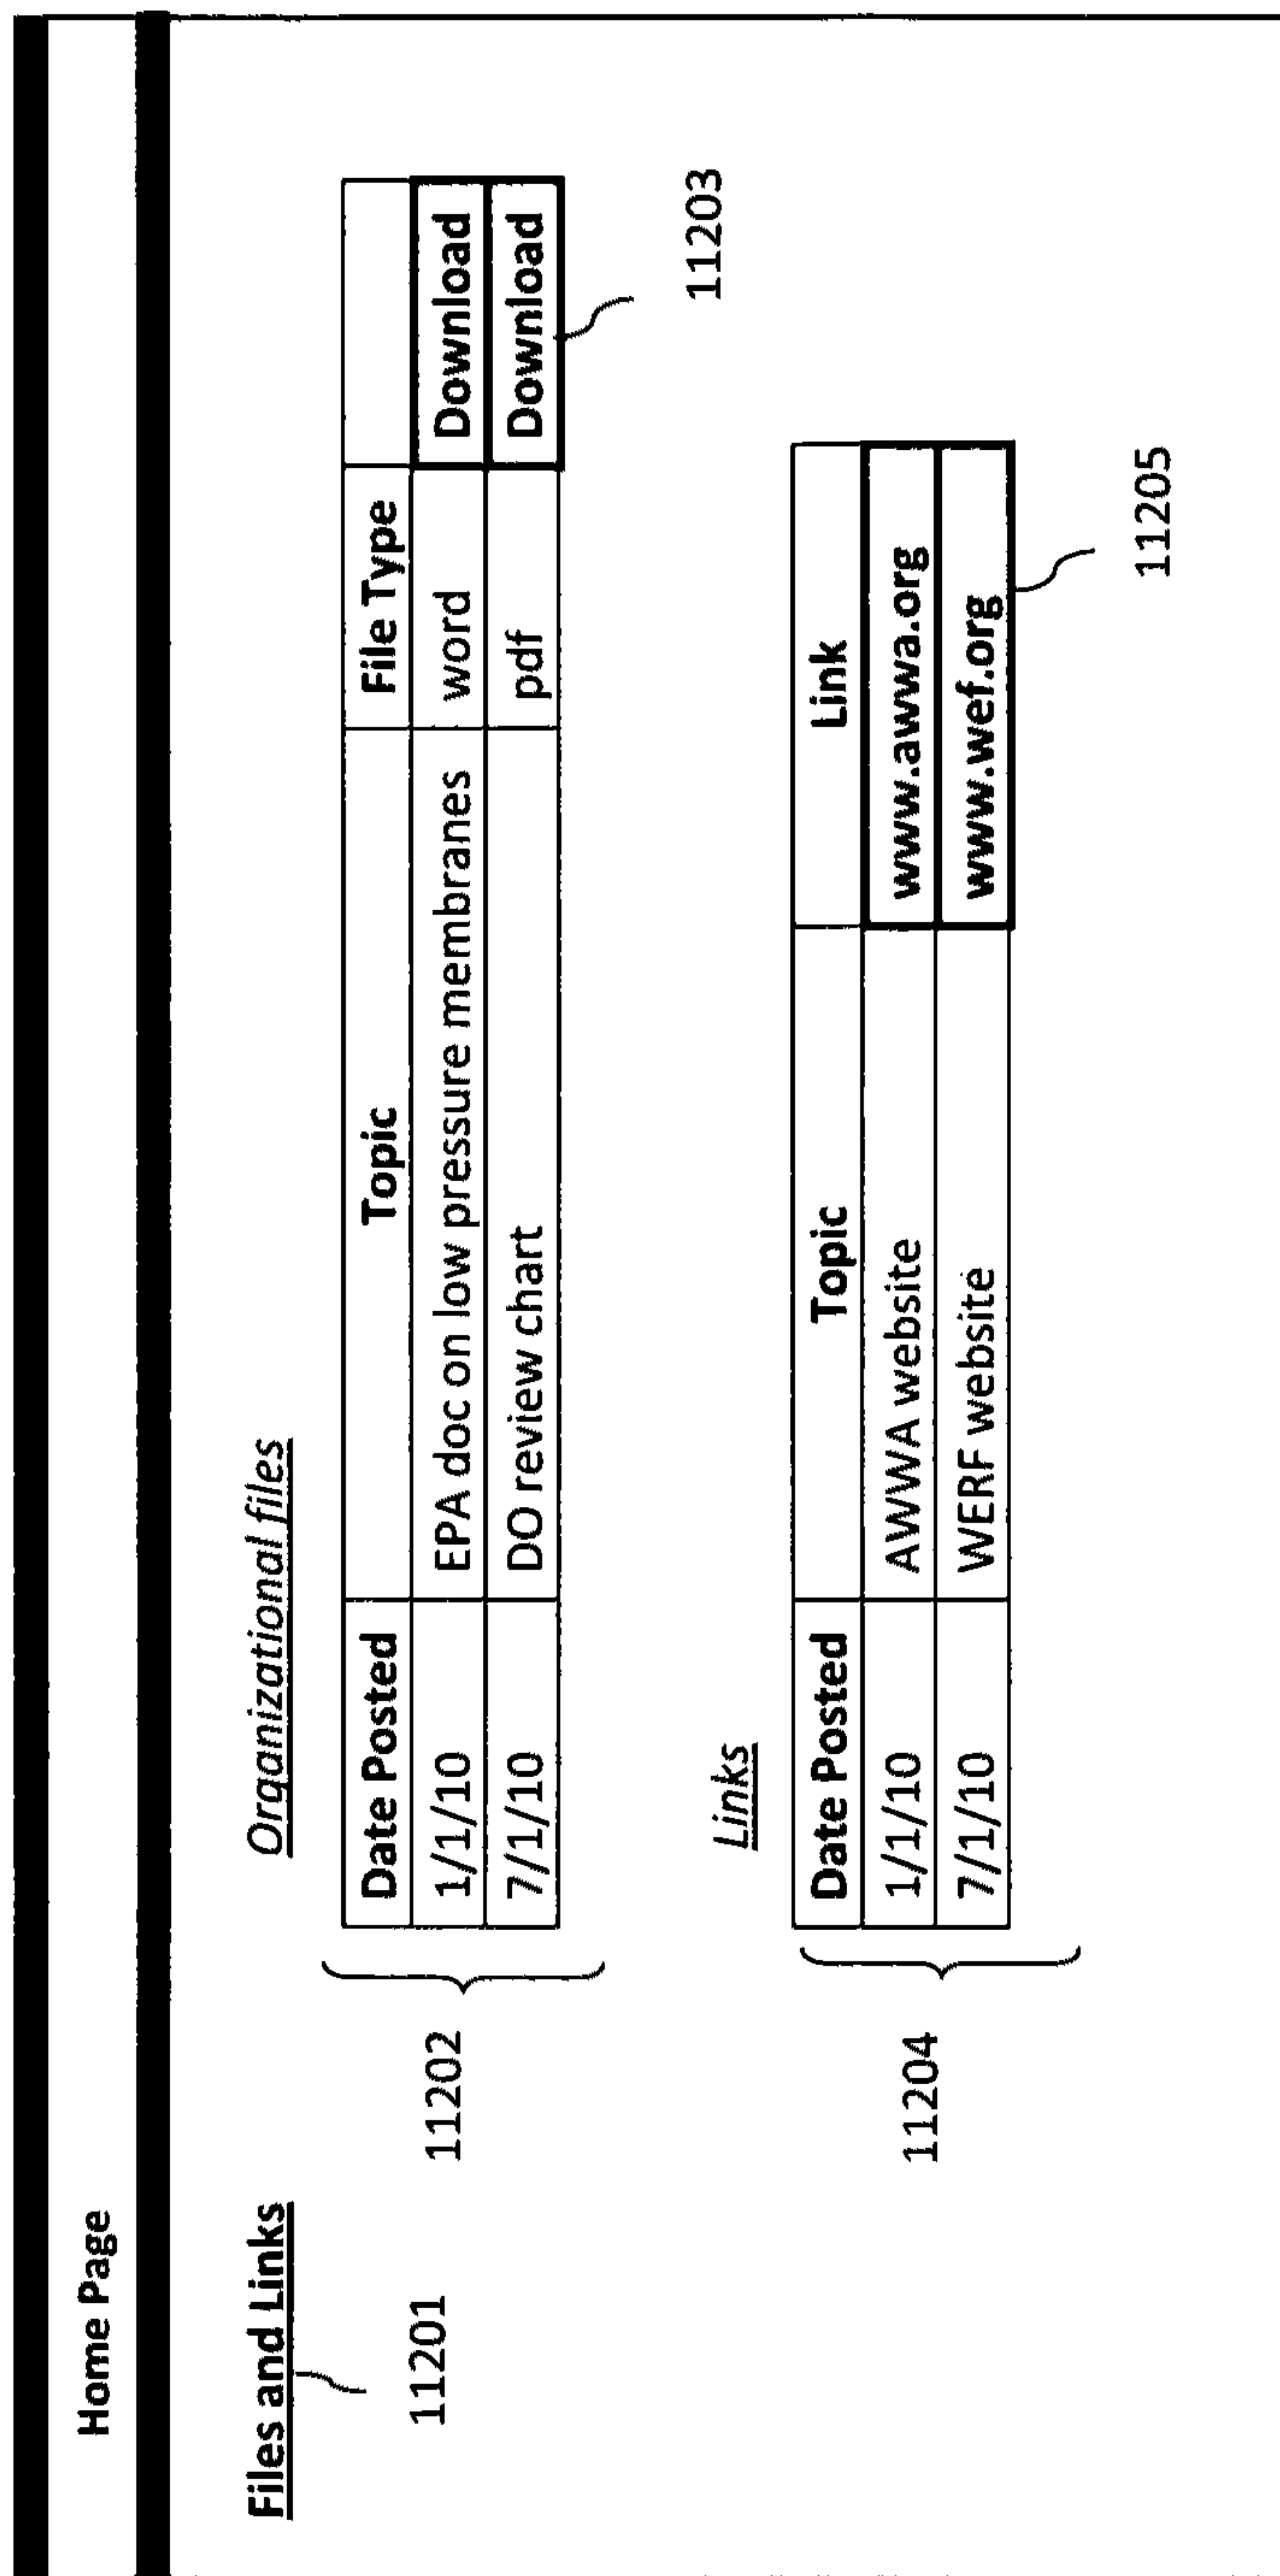 Home Page
Files and Links
11201
Organizational files
11202
Date Posted Topic File Type
1/1/10 EPA doc on low pressure membranes word Download
7/1/10 DO review chart pdf Download
11203
Links
11204
Date Posted Topic Link
1/1/10 AWWA website www.awwa.org
7/1/10 WERF website www.wef.org
11205